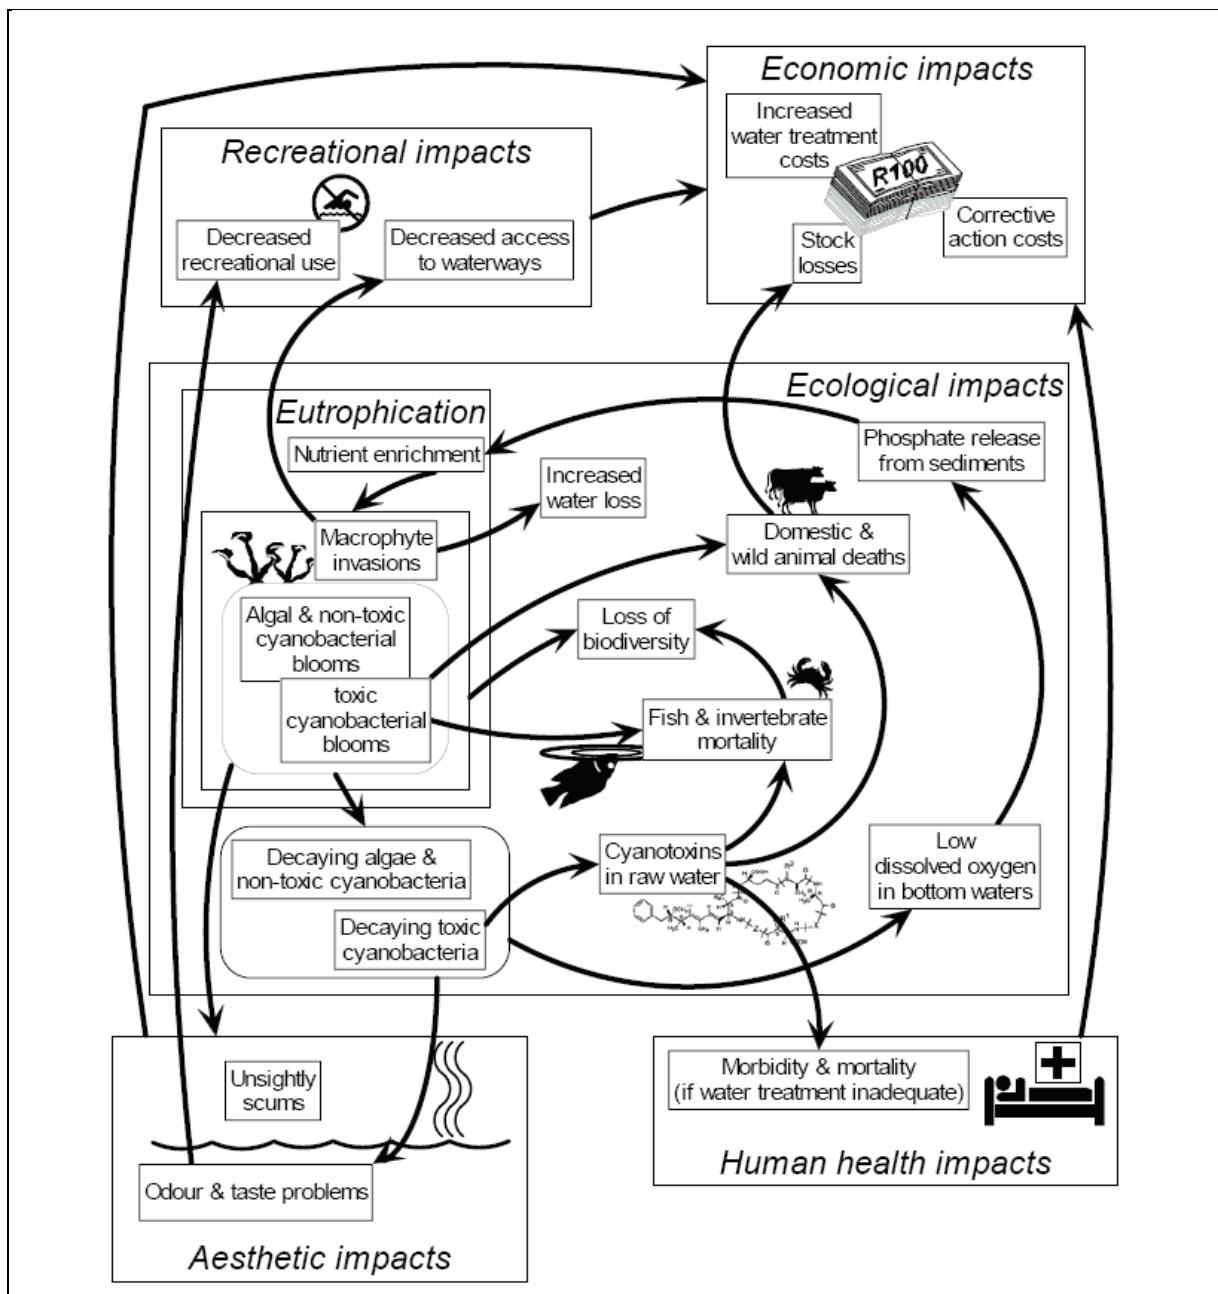 Economic impacts
Increased
water treatment
costs
R100
Corrective
action costs
Stock
losses
Recreational impacts
Decreased
recreational use
Decreased access
to waterways
Ecological impacts
Eutrophication
Nutrient enrichment
Phosphate release
from sediments
Increased
water loss
Macrophyte
invasions
Domestic &
wild animal deaths
Algal & non-toxic
cyanobacterial
blooms
Loss of
biodiversity
toxic
cyanobacterial
blooms
Fish & invertebrate
mortality
Decaying algae &
non-toxic cyanobacteria
Cyanotoxins
in raw water
Low
dissolved oxygen
in bottom waters
Decaying toxic
cyanobacteria
Unsightly
scums
Morbidity & mortality
(if water treatment inadequate)
Human health impacts
Odour & taste problems
Aesthetic impacts